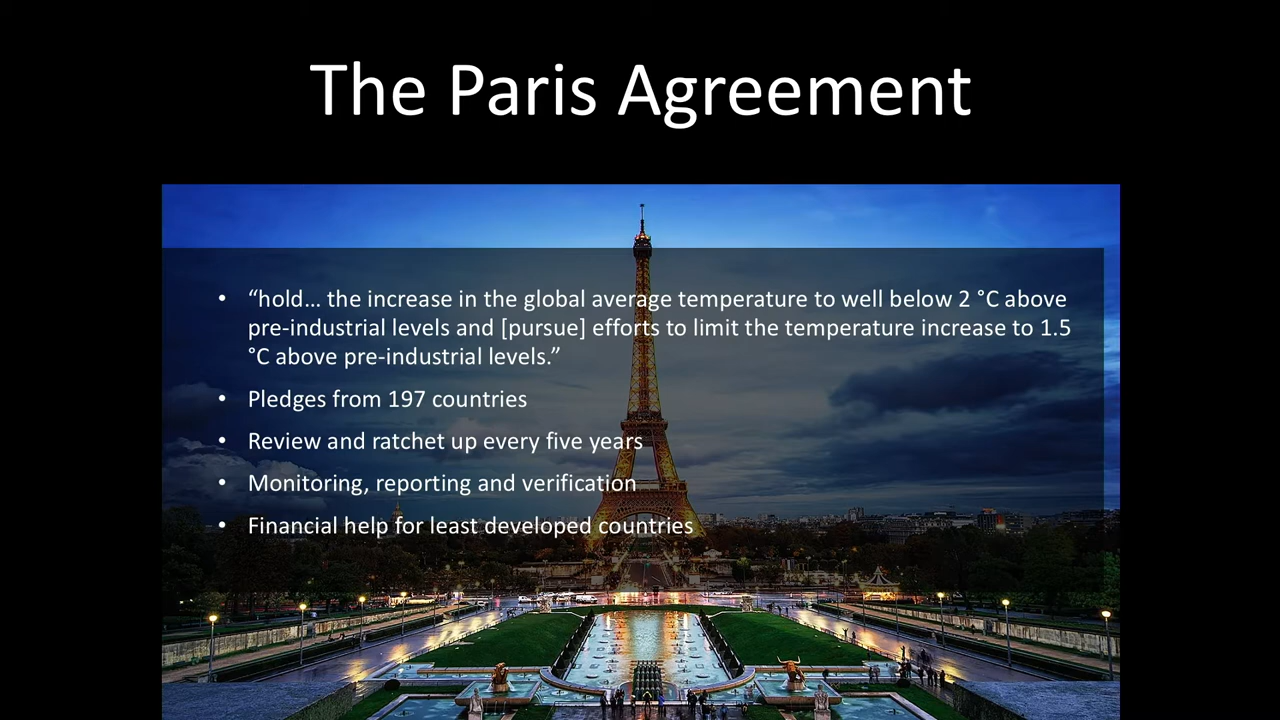 The Paris Agreement
• “hold… the increase in the global average temperature to well below 2 °C above
pre-industrial levels and [pursue] efforts to limit the temperature increase to 1.5
°C above pre-industrial levels.”
• Pledges from 197 countries
• Review and ratchet up every five years
• Monitoring, reporting and verification
• Financial help for least developed countries